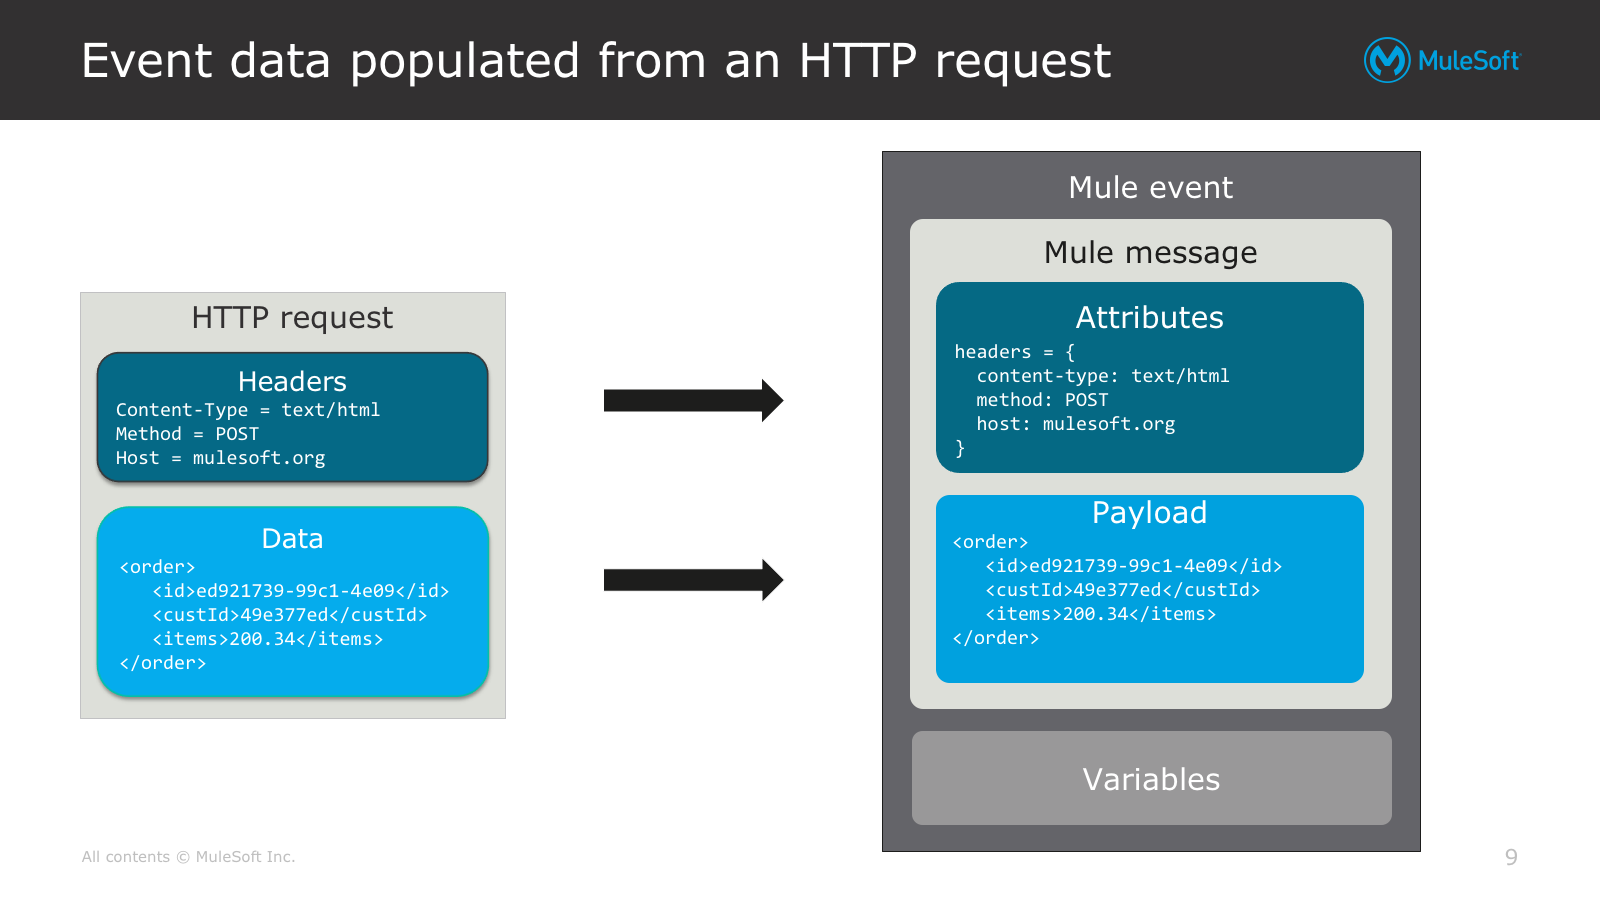 Event data populated from an HTTP request
MuleSoft
HTTP request
Headers
Content-Type = text/html
Method = POST
Host = mulesoft.org
Data
<order>
   <id>ed921739-99c1-4e09</id>
   <custId>49e377ed</custId>
   <items>200.34</items>
</order>
Mule event
Mule message
Attributes
headers = {
  content-type: text/html
  method: POST
  host: mulesoft.org
}
Payload
<order>
   <id>ed921739-99c1-4e09</id>
   <custId>49e377ed</custId>
   <items>200.34</items>
</order>
Variables
All contents © MuleSoft Inc.
9